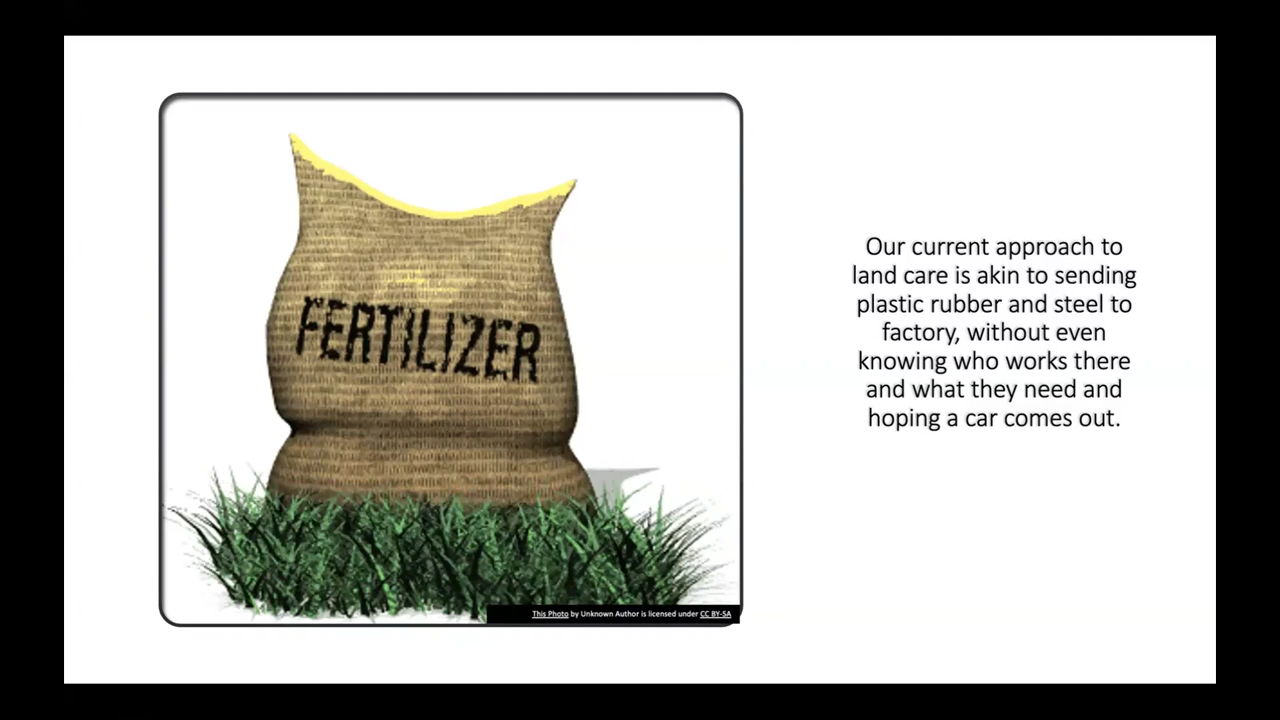 FERTILIZER
Our current approach to
land care is akin to sending
plastic rubber and steel to
factory, without even
knowing who works there
and what they need and
hoping a car comes out.
This Photo by Unknown Author is licensed under CC BY-SA